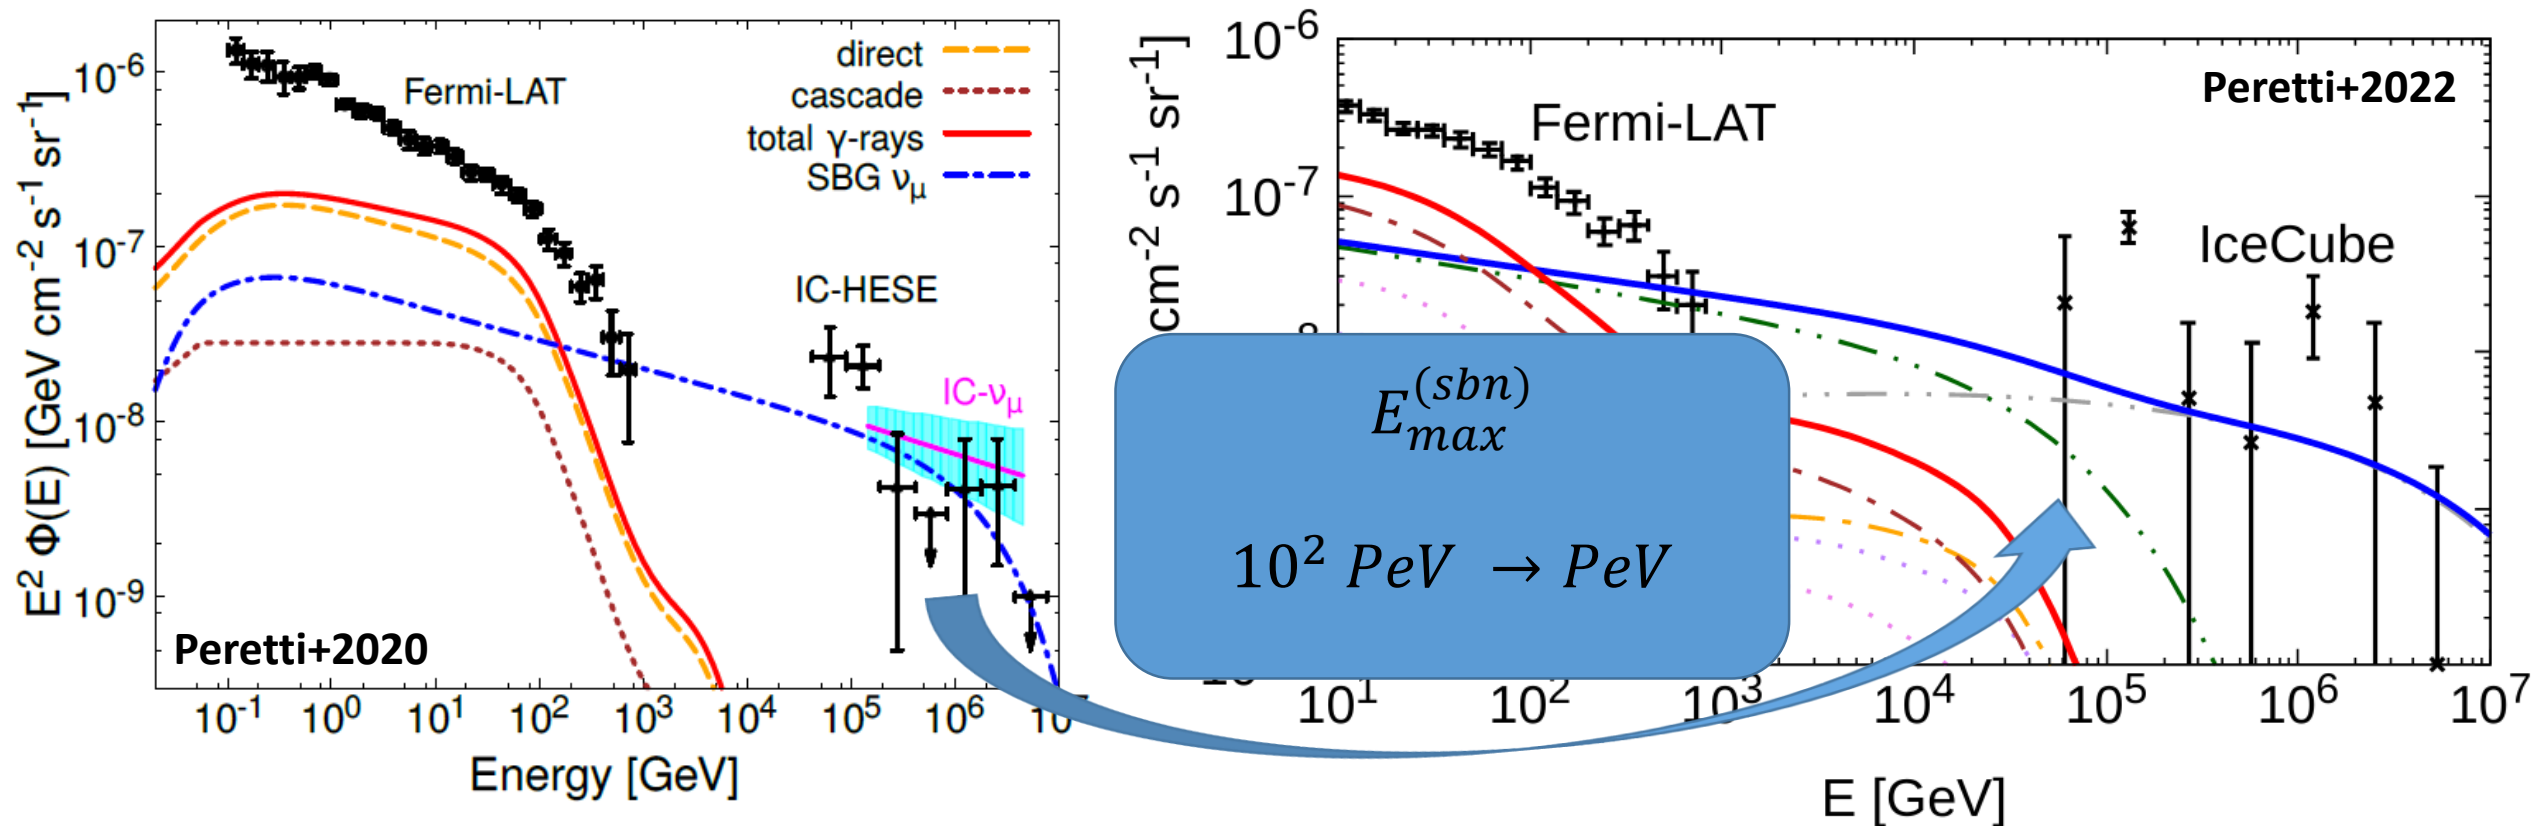 direct
cascade
total γ-rays
SBG νμ
Fermi-LAT
IC-HESE
IC-νμ
Peretti+2020
10⁻⁶
10⁻⁷
10⁻⁸
10⁻⁹
E² Φ(E) [GeV cm⁻² s⁻¹ sr⁻¹]
10⁻¹ 10⁰ 10¹ 10² 10³ 10⁴ 10⁵ 10⁶
Energy [GeV]
10⁻⁶
10⁻⁷
cm⁻² s⁻¹ sr⁻¹]
Peretti+2022
Fermi-LAT
IceCube
E_max^(sbn)
10² PeV → PeV
10¹ 10² 10³ 10⁴ 10⁵ 10⁶ 10⁷
E [GeV]